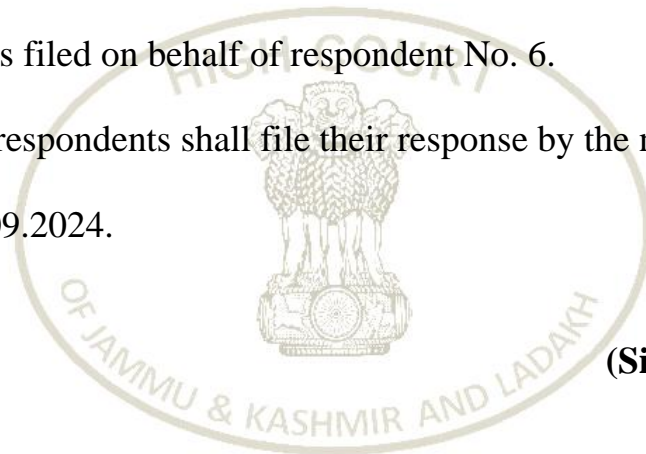 s filed on behalf of respondent No. 6.
HIGH COURT
respondents shall file their response by the
09.2024.
(Si
OF JAMMU & KASHMIR AND LADAKH